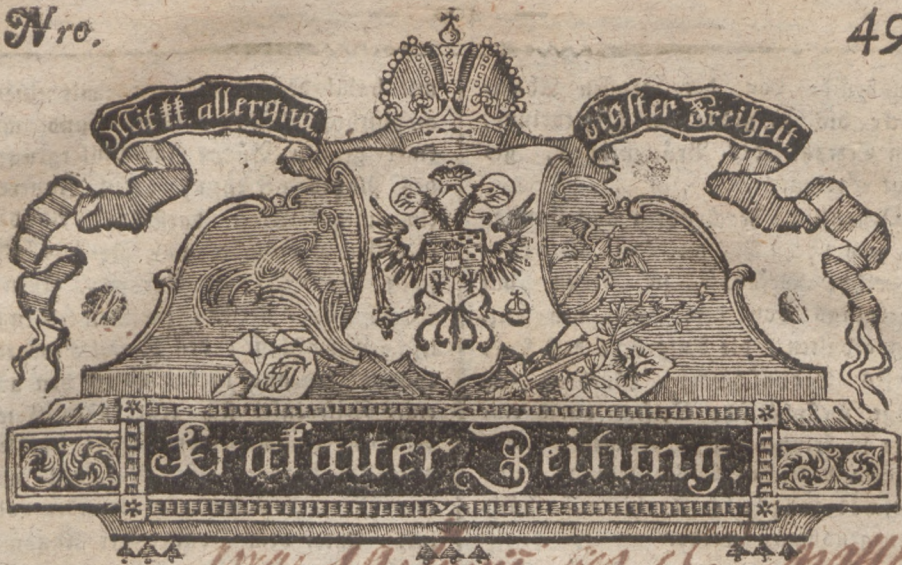 Nro. 49
Mit kk. allergnä
digster Freiheit.
Krakauer Zeitung.